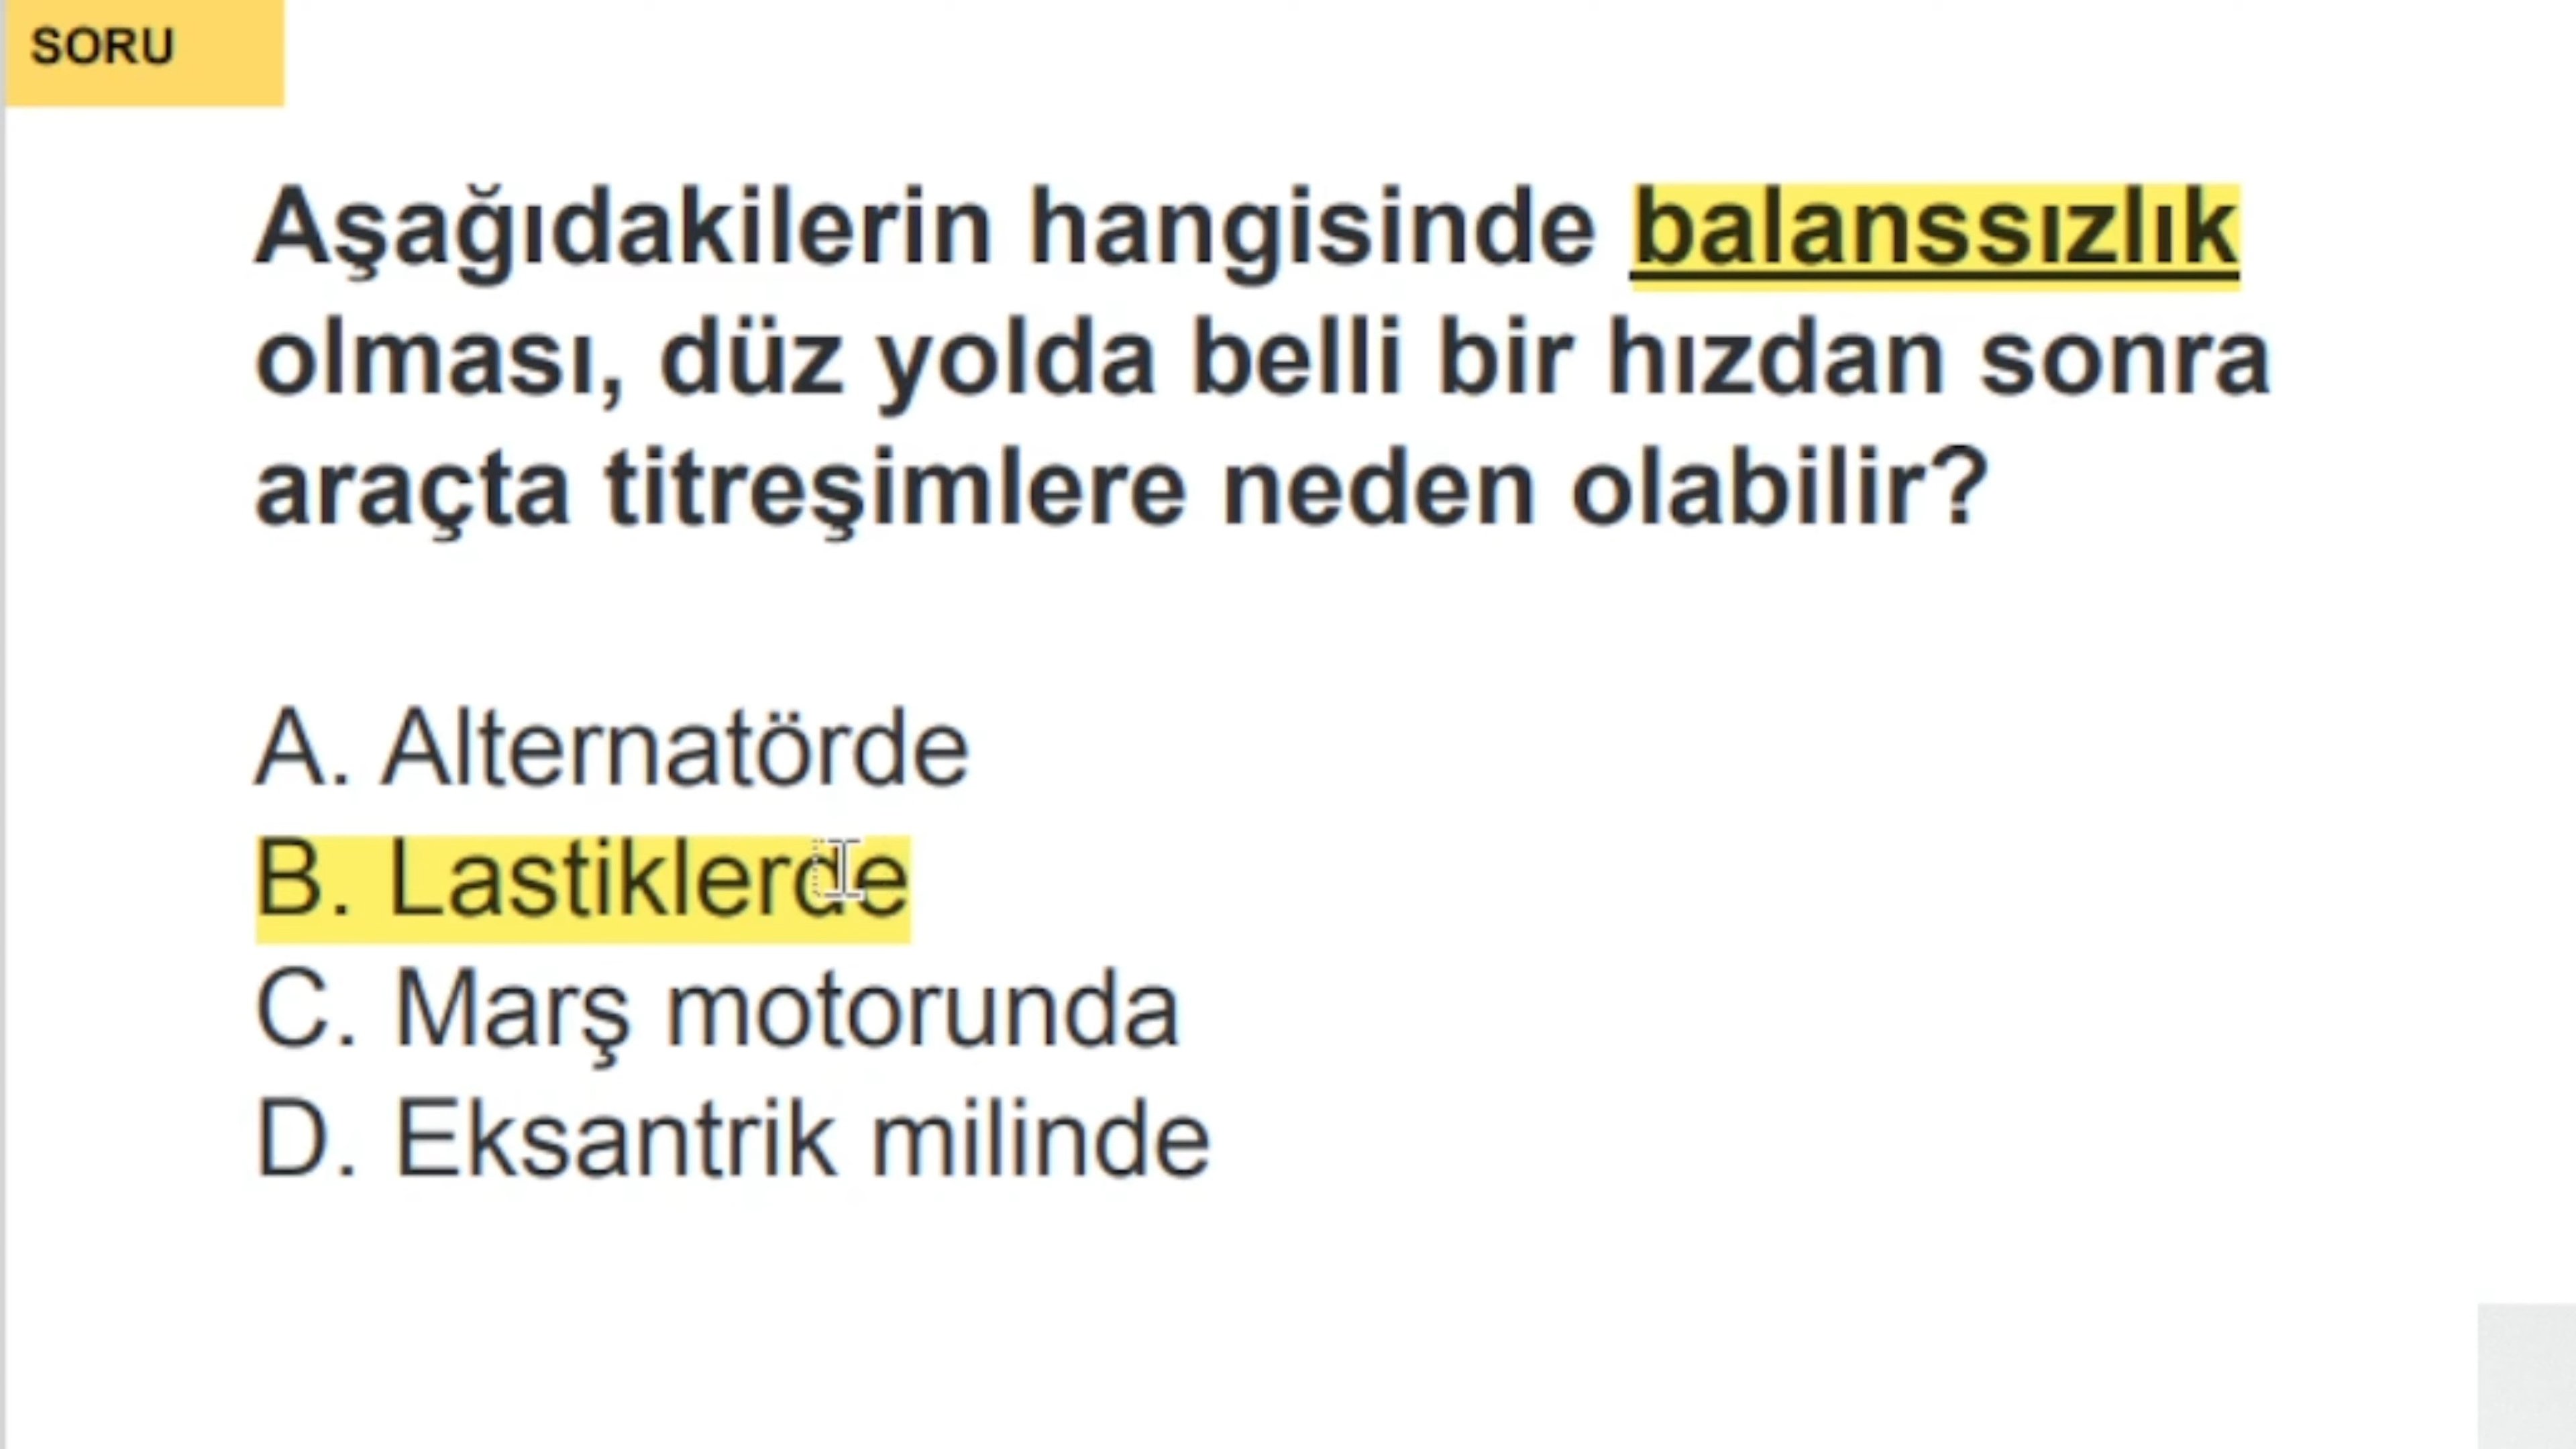 SORU
Aşağıdakilerin hangisinde balanssızlık
olması, düz yolda belli bir hızdan sonra
araçta titreşimlere neden olabilir?
A. Alternatörde
B. Lastiklerde
C. Marş motorunda
D. Eksantrik milinde